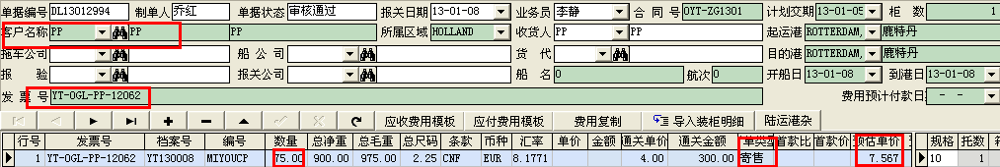 单据编号 DL13012994 制单人 乔红 单据状态 审核通过 报关日期 13-01-08 业务员 李静 合 同 号 OYT-ZG1301 计划交期 13-01-05 柜 数 1
客户名称 PP PP PP 所属区域 HOLLAND 收货人 PP PP 起运港 ROTTERDAM, 鹿特丹
拖车公司 船 公 司 货 代 目的港 ROTTERDAM, 鹿特丹
报 验 报关公司 船 名 0 航次 0 开船日 13-01-08 到港日 13-01-08
发 票 号 YT-OGL-PP-12062 费用预计付款日 - -
应收费用模板 应付费用模板 费用复制 导入装柜明细 陆运港杂
行号 发票号 档案号 编号 数量 总净重 总毛重 总尺码 条款 币种 汇率 单价 金额 通关单价 通关金额 单类型 首款比 首款价 预估单价 规格 托数
1 YT-OGL-PP-12062 YT130008 MIYOUCP 75.00 900.00 975.00 2.25 CNF EUR 8.1771 4.00 300.00 寄售 7.567 10 1